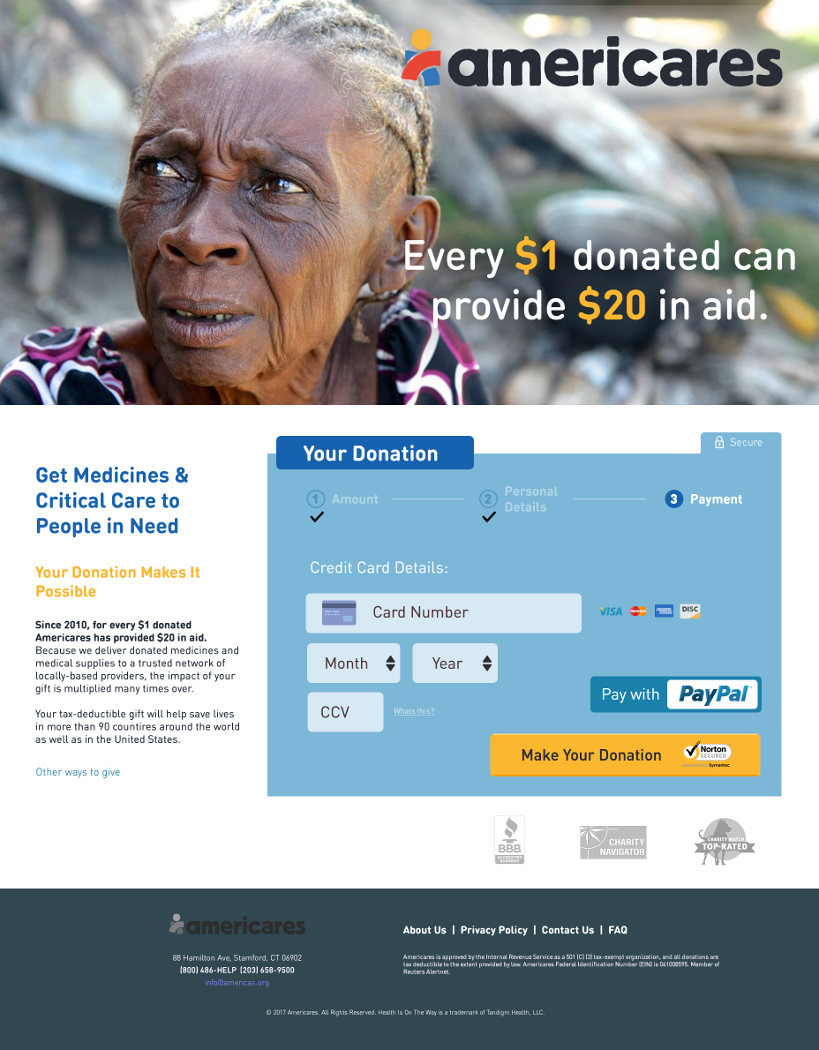 americares
Every $1 donated can
provide $20 in aid.
Secure
Your Donation
Get Medicines &
Critical Care to
People in Need
1 Amount
2 Personal
Details
3 Payment
Your Donation Makes It
Possible
Credit Card Details:
Card Number
VISA
MasterCard
AMERICAN EXPRESS
DISC
Since 2010, for every $1 donated
Americares has provided $20 in aid.
Because we deliver donated medicines and
medical supplies to a trusted network of
locally-based providers, the impact of your
gift is multiplied many times over.
Month
Year
Pay with PayPal
CCV
Whats this?
Your tax-deductible gift will help save lives
in more than 90 countires around the world
as well as in the United States.
Make Your Donation
Norton
SECURED
powered by Symantec
Other ways to give
BBB
ACCREDITED
BUSINESS
CHARITY
NAVIGATOR
CHARITY WATCH
TOP-RATED
americares
88 Hamilton Ave, Stamford, CT 06902
(800) 486-HELP (203) 658-9500
info@americas.org
About Us | Privacy Policy | Contact Us | FAQ
Americares is approved by the Internal Revenue Service as a 501 (C) (3) tax-exempt organization, and all donations are
tax deductible to the extent provided by law. Americares Federal Identification Number (EIN) is 061008595. Member of
Reuters Alertnet.
© 2017 Americares. All Rights Reserved. Health Is On The Way is a trademark of Tandigm Health, LLC.